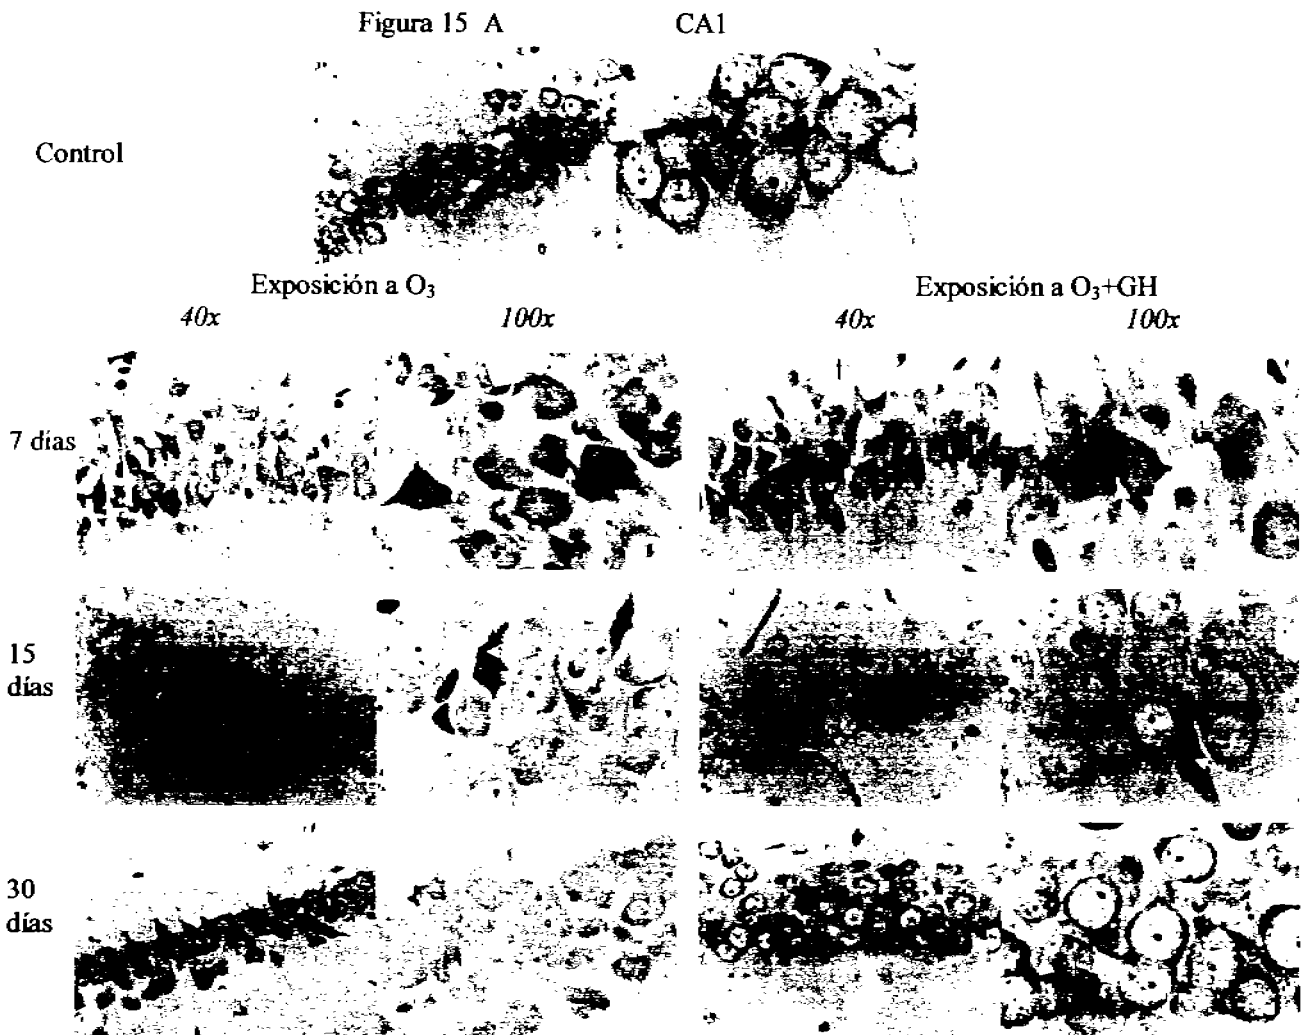 Figura 15 A CA1
Control
Exposición a O₃ Exposición a O₃+GH
40x 100x 40x 100x
7 días
15
días
30
días